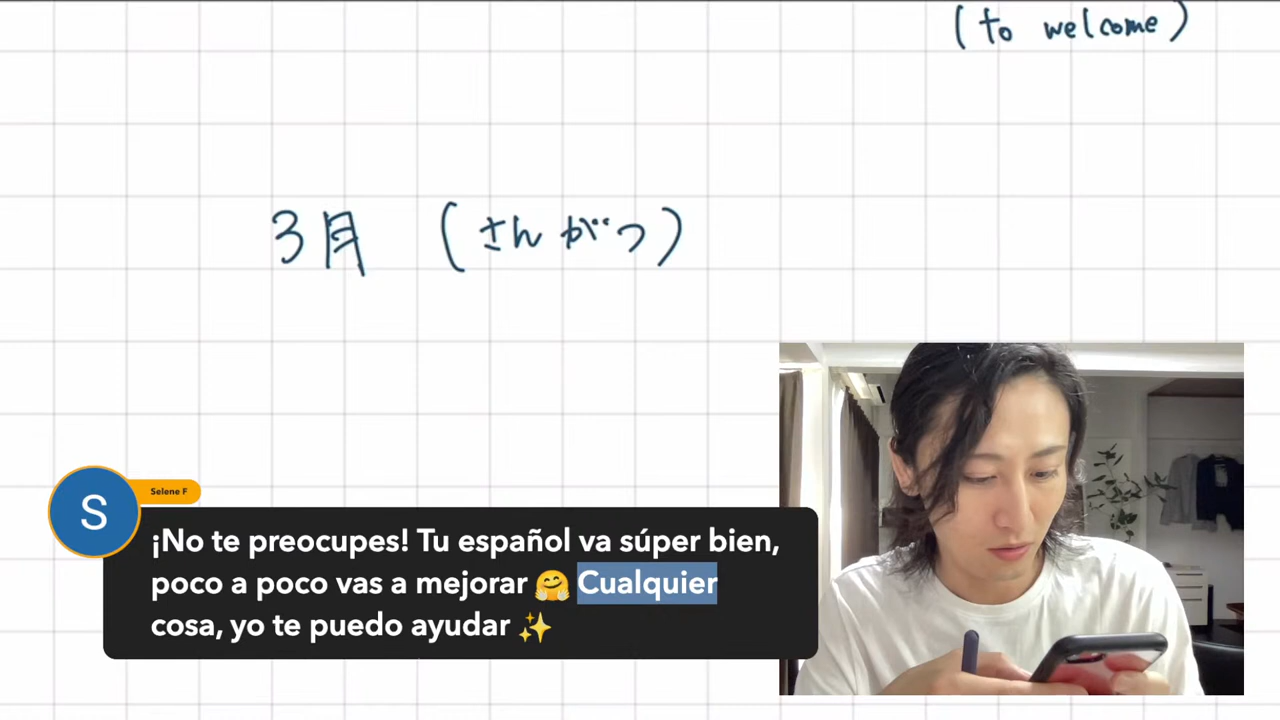 (to welcome)
3月 (さんがつ)
S
Selene F
¡No te preocupes! Tu español va súper bien,
poco a poco vas a mejorar 🤗 Cualquier
cosa, yo te puedo ayudar ✨